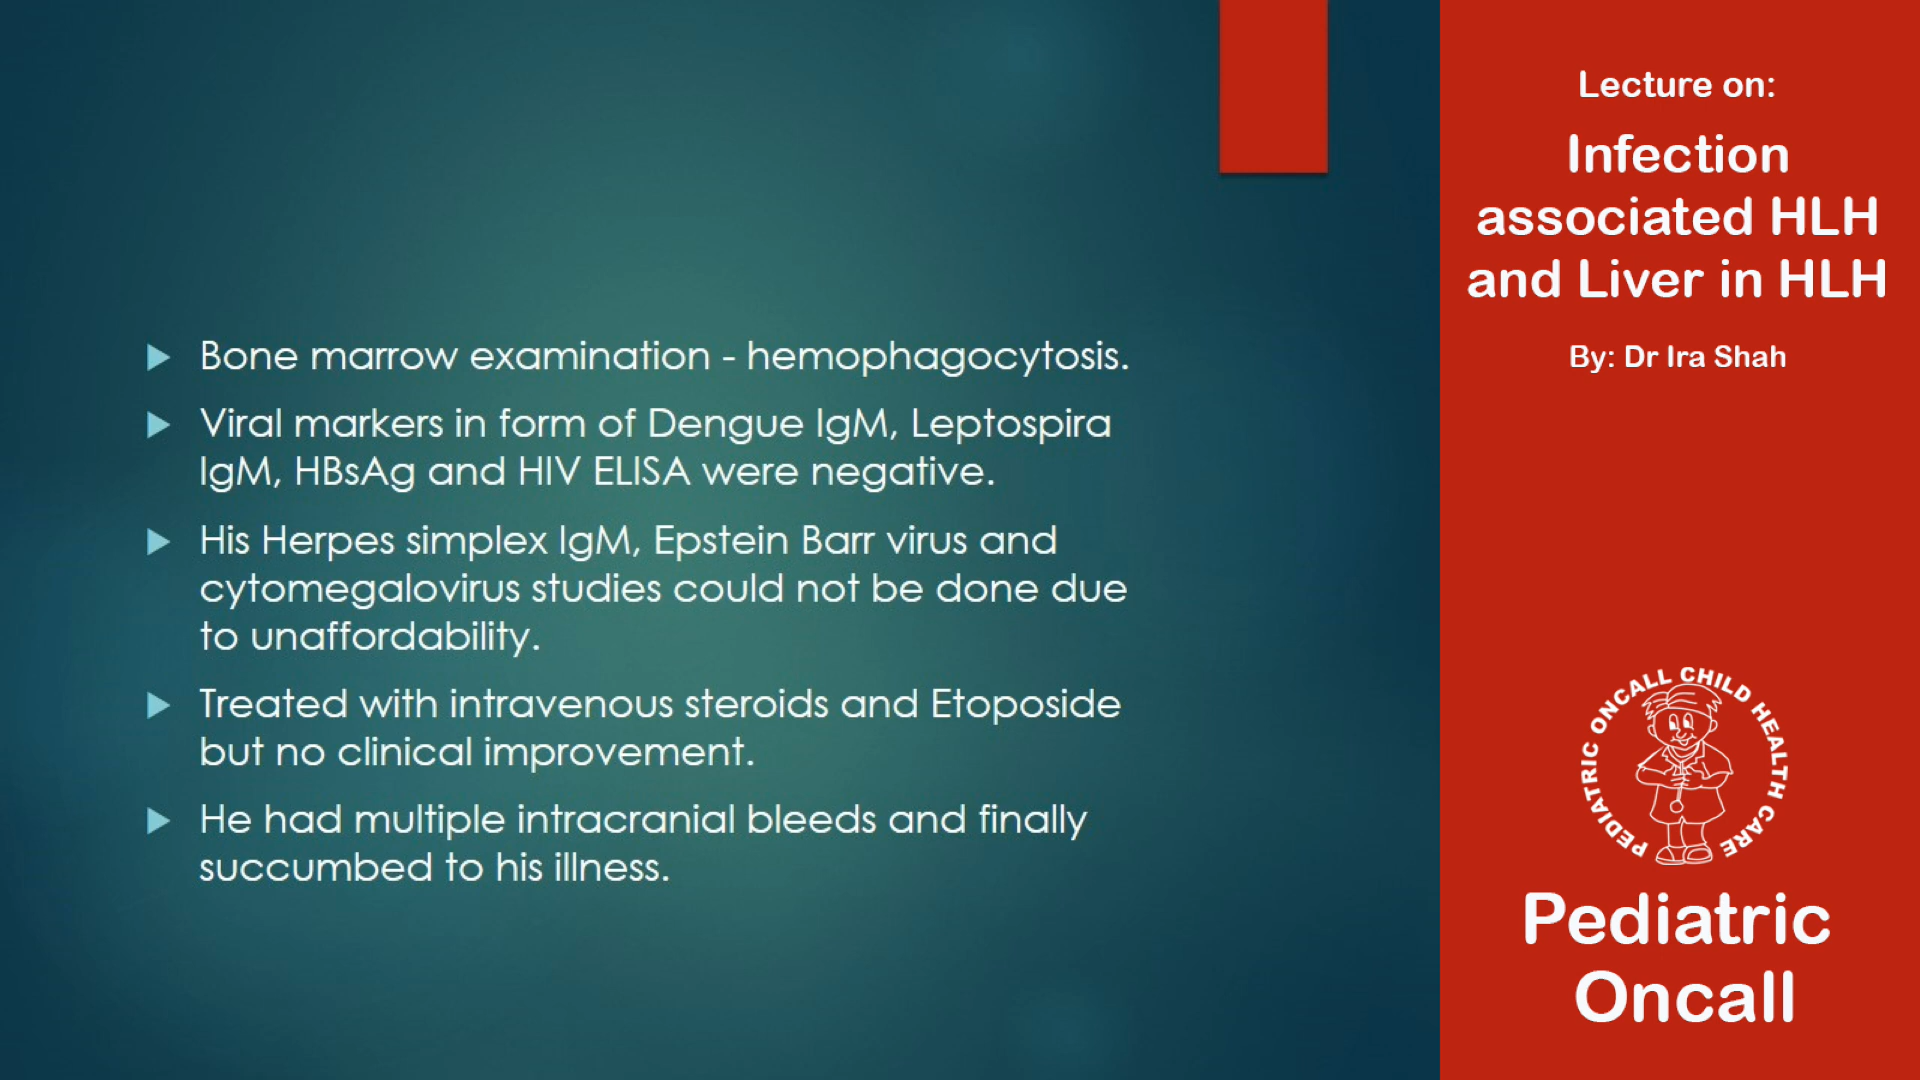 Bone marrow examination - hemophagocytosis.
Viral markers in form of Dengue IgM, Leptospira
IgM, HBsAg and HIV ELISA were negative.
His Herpes simplex IgM, Epstein Barr virus and
cytomegalovirus studies could not be done due
to unaffordability.
Treated with intravenous steroids and Etoposide
but no clinical improvement.
He had multiple intracranial bleeds and finally
succumbed to his illness.
Lecture on:
Infection
associated HLH
and Liver in HLH
By: Dr Ira Shah
PEDIATRIC ONCALL CHILD HEALTH CARE
Pediatric
Oncall